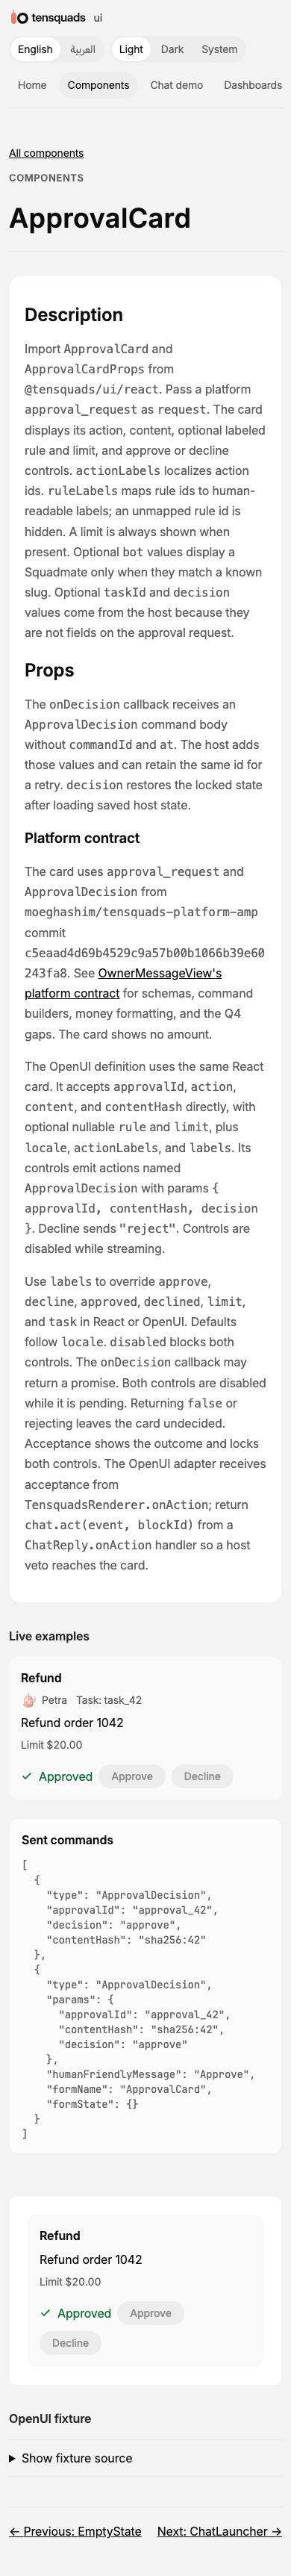 tensquads ui
English العربية Light Dark System
Home Components Chat demo Dashboards
All components
COMPONENTS
ApprovalCard
Description
Import ApprovalCard and
ApprovalCardProps from
@tensquads/ui/react. Pass a platform
approval_request as request. The card
displays its action, content, optional labeled
rule and limit, and approve or decline
controls. actionLabels localizes action
ids. ruleLabels maps rule ids to human-
readable labels; an unmapped rule id is
hidden. A limit is always shown when
present. Optional bot values display a
Squadmate only when they match a known
slug. Optional taskId and decision
values come from the host because they
are not fields on the approval request.
Props
The onDecision callback receives an
ApprovalDecision command body
without commandId and at. The host adds
those values and can retain the same id for
a retry. decision restores the locked state
after loading saved host state.
Platform contract
The card uses approval_request and
ApprovalDecision from
moeghashim/tensquads-platform-amp
commit
c5eaad4d69b4529c9a57b00b1066b39e60
243fa8. See OwnerMessageView's
platform contract for schemas, command
builders, money formatting, and the Q4
gaps. The card shows no amount.
The OpenUI definition uses the same React
card. It accepts approvalId, action,
content, and contentHash directly, with
optional nullable rule and limit, plus
locale, actionLabels, and labels. Its
controls emit actions named
ApprovalDecision with params {
approvalId, contentHash, decision
}. Decline sends "reject". Controls are
disabled while streaming.
Use labels to override approve,
decline, approved, declined, limit,
and task in React or OpenUI. Defaults
follow locale. disabled blocks both
controls. The onDecision callback may
return a promise. Both controls are disabled
while it is pending. Returning false or
rejecting leaves the card undecided.
Acceptance shows the outcome and locks
both controls. The OpenUI adapter receives
acceptance from
TensquadsRenderer.onAction; return
chat.act(event, blockId) from a
ChatReply.onAction handler so a host
veto reaches the card.
Live examples
Refund
Petra Task: task_42
Refund order 1042
Limit $20.00
Approved Approve Decline
Sent commands
[
{
"type": "ApprovalDecision",
"approvalId": "approval_42",
"decision": "approve",
"contentHash": "sha256:42"
},
{
"type": "ApprovalDecision",
"params": {
"approvalId": "approval_42",
"contentHash": "sha256:42",
"decision": "approve"
},
"humanFriendlyMessage": "Approve",
"formName": "ApprovalCard",
"formState": {}
}
]
Refund
Refund order 1042
Limit $20.00
Approved Approve
Decline
OpenUI fixture
Show fixture source
← Previous: EmptyState Next: ChatLauncher →